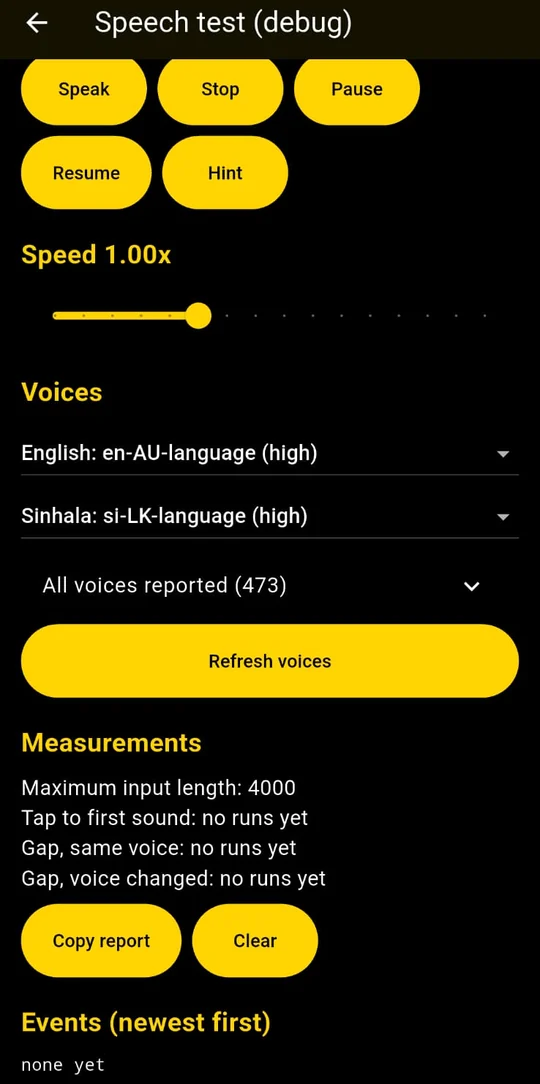 Speech test (debug)
Speak Stop Pause
Resume Hint
Speed 1.00x
Voices
English: en-AU-language (high)
Sinhala: si-LK-language (high)
All voices reported (473)
Refresh voices
Measurements
Maximum input length: 4000
Tap to first sound: no runs yet
Gap, same voice: no runs yet
Gap, voice changed: no runs yet
Copy report Clear
Events (newest first)
none yet